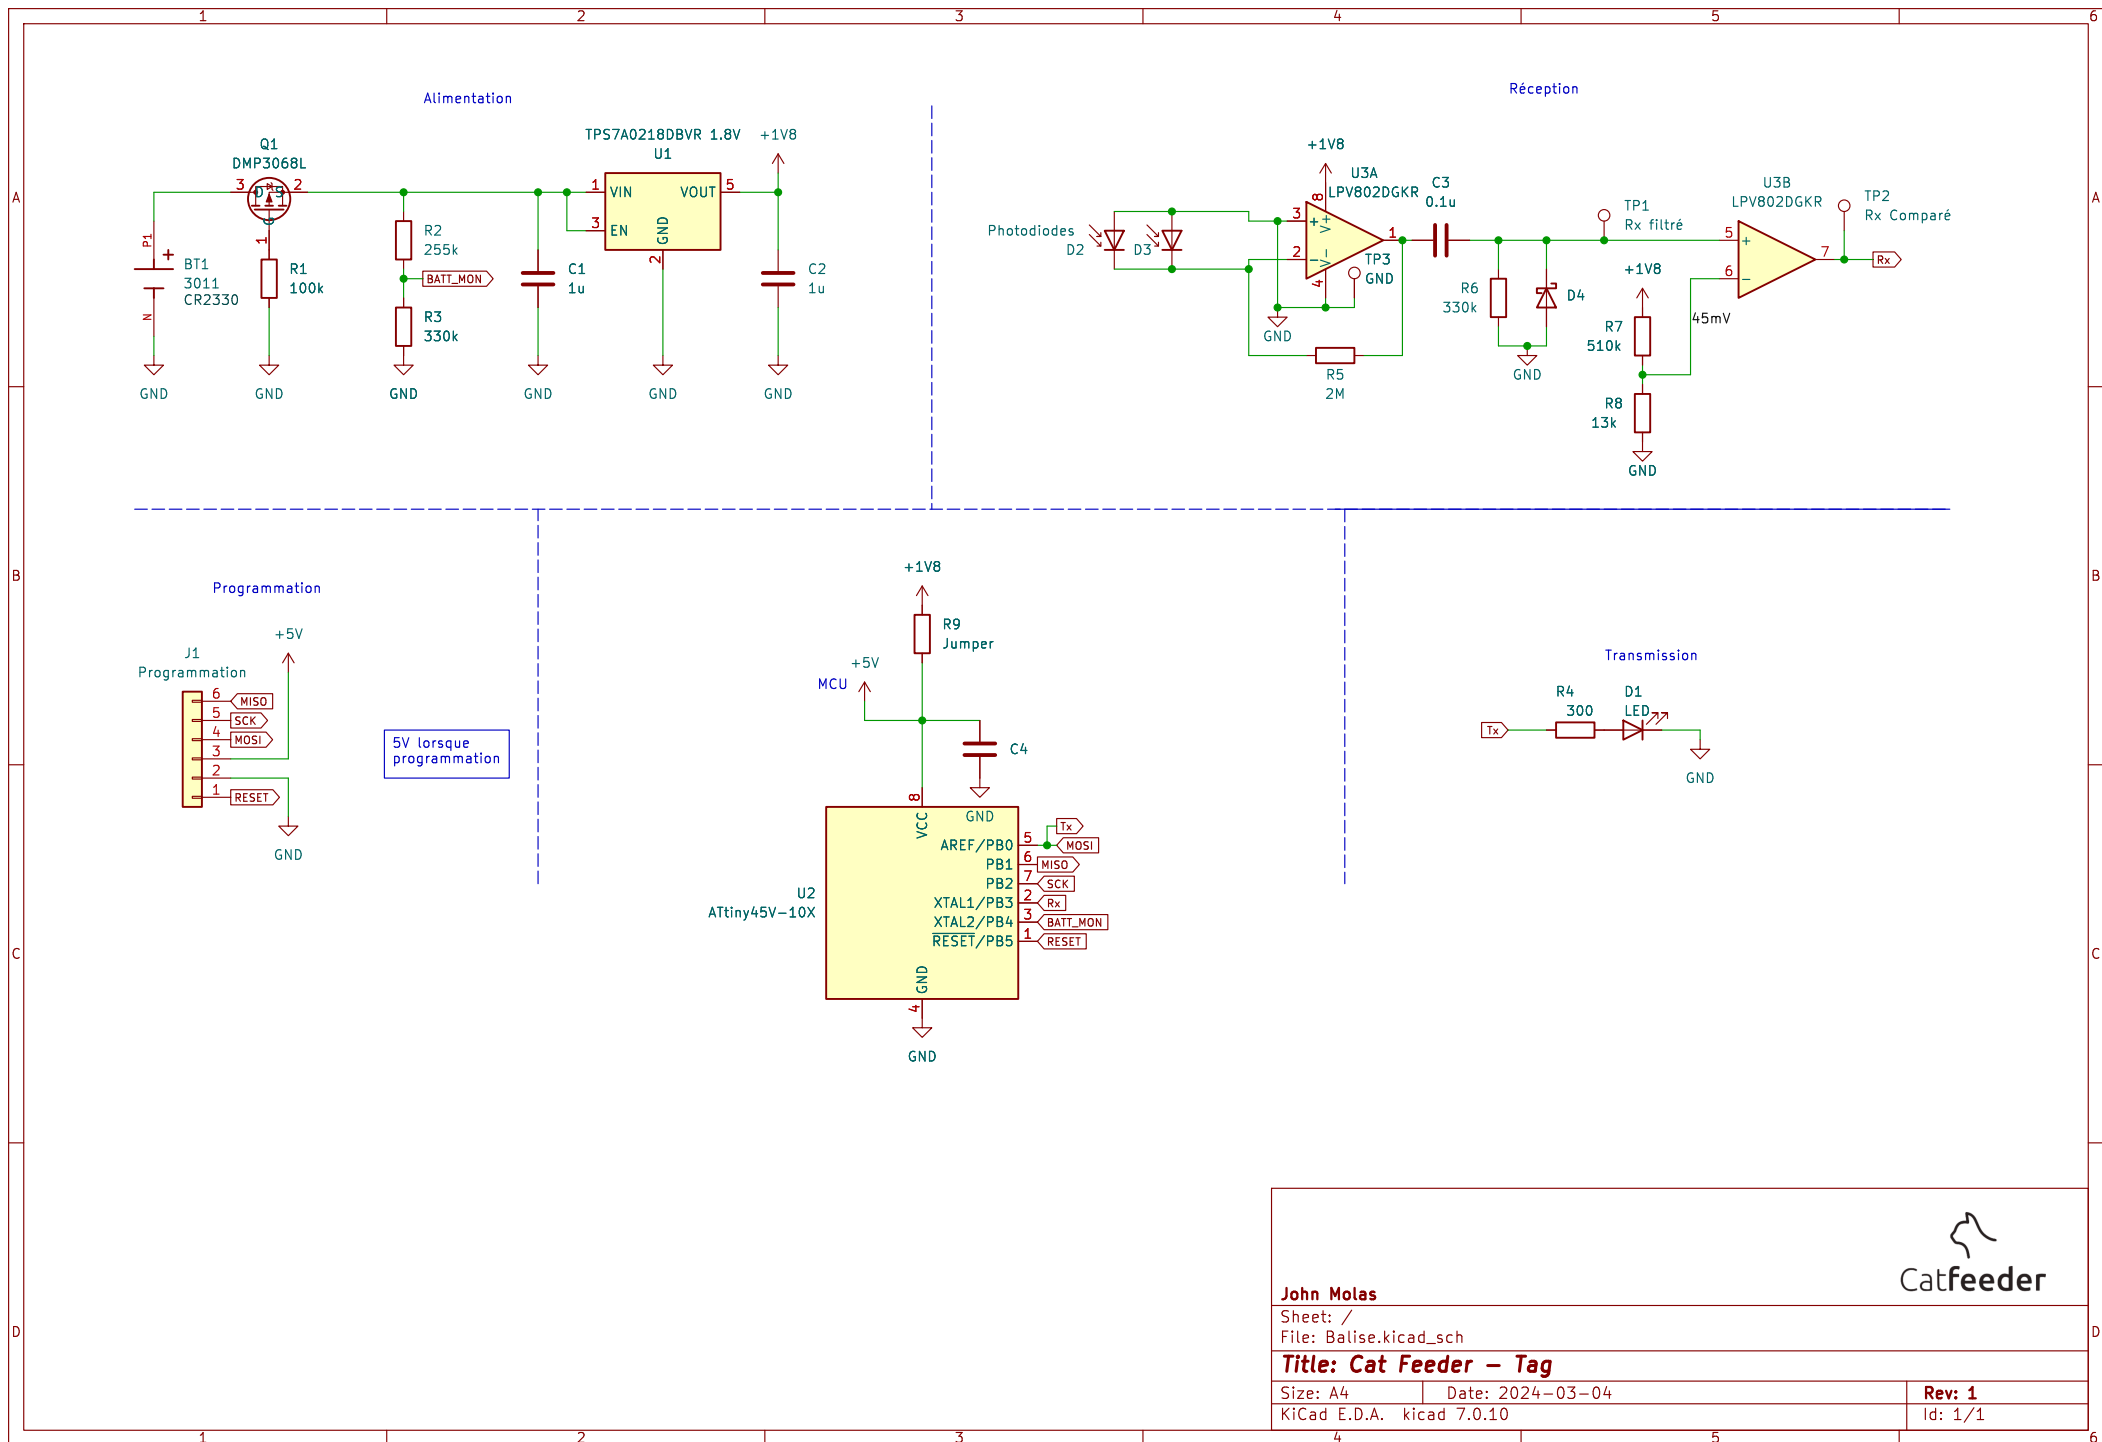 1 2 3 4 5 6
A
B
C
D
A
B
C
D
1 2 3 4 5 6
Alimentation
Q1
DMP3068L
3 D S 2
G
1
P1
+
BT1
3011
CR2330
N
GND
R1
100k
GND
R2
255k
BATT_MON
R3
330k
GND
C1
1u
GND
TPS7A0218DBVR 1.8V
U1
1 VIN VOUT 5
3 EN
GND
2
GND
+1V8
C2
1u
GND
Réception
Photodiodes
D2
D3
+1V8
U3A
LPV802DGKR
8
V+
3 +
2 −
1
V-
4
TP3
GND
GND
R5
2M
C3
0.1u
R6
330k
D4
GND
TP1
Rx filtré
+1V8
45mV
R7
510k
R8
13k
GND
U3B
LPV802DGKR
5 +
6 −
7
TP2
Rx Comparé
Rx
Programmation
+5V
J1
Programmation
6 MISO
5 SCK
4 MOSI
3
2
1 RESET
GND
5V lorsque
programmation
+1V8
R9
Jumper
+5V
MCU
C4
GND
8
VCC
U2
ATtiny45V-10X
AREF/PB0 5 Tx
MOSI
PB1 6 MISO
PB2 7 SCK
XTAL1/PB3 2 Rx
XTAL2/PB4 3 BATT_MON
RESET/PB5 1 RESET
GND
4
GND
Transmission
Tx
R4
300
D1
LED
GND
Catfeeder
John Molas
Sheet: /
File: Balise.kicad_sch
Title: Cat Feeder − Tag
Size: A4 Date: 2024-03-04 Rev: 1
KiCad E.D.A. kicad 7.0.10 Id: 1/1